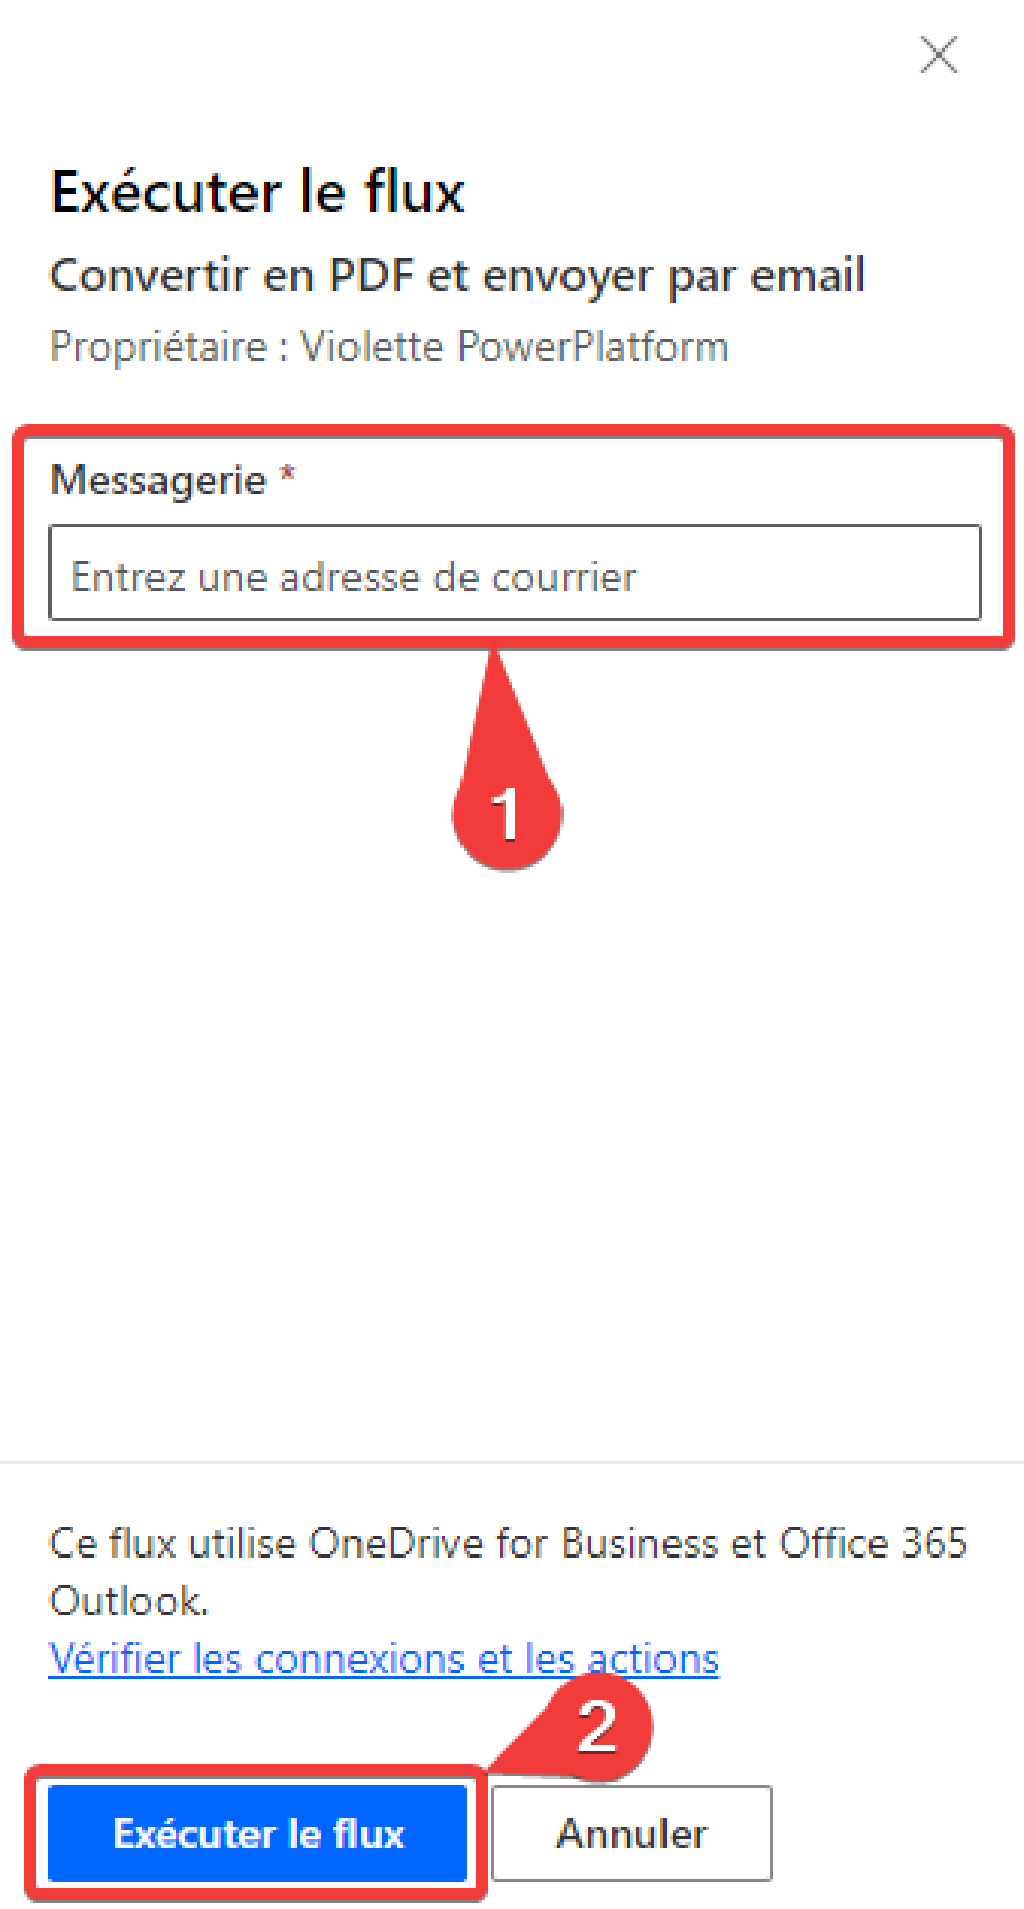 Exécuter le flux
Convertir en PDF et envoyer par email
Propriétaire : Violette PowerPlatform
Messagerie *
Entrez une adresse de courrier
1
Ce flux utilise OneDrive for Business et Office 365
Outlook.
Vérifier les connexions et les actions
2
Exécuter le flux
Annuler